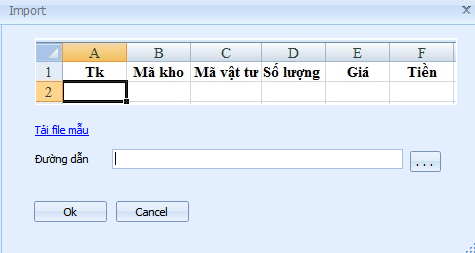 Import
A B C D E F
1 Tk Mã kho Mã vật tư Số lượng Giá Tiền
2
Tải file mẫu
Đường dẫn ...
Ok Cancel